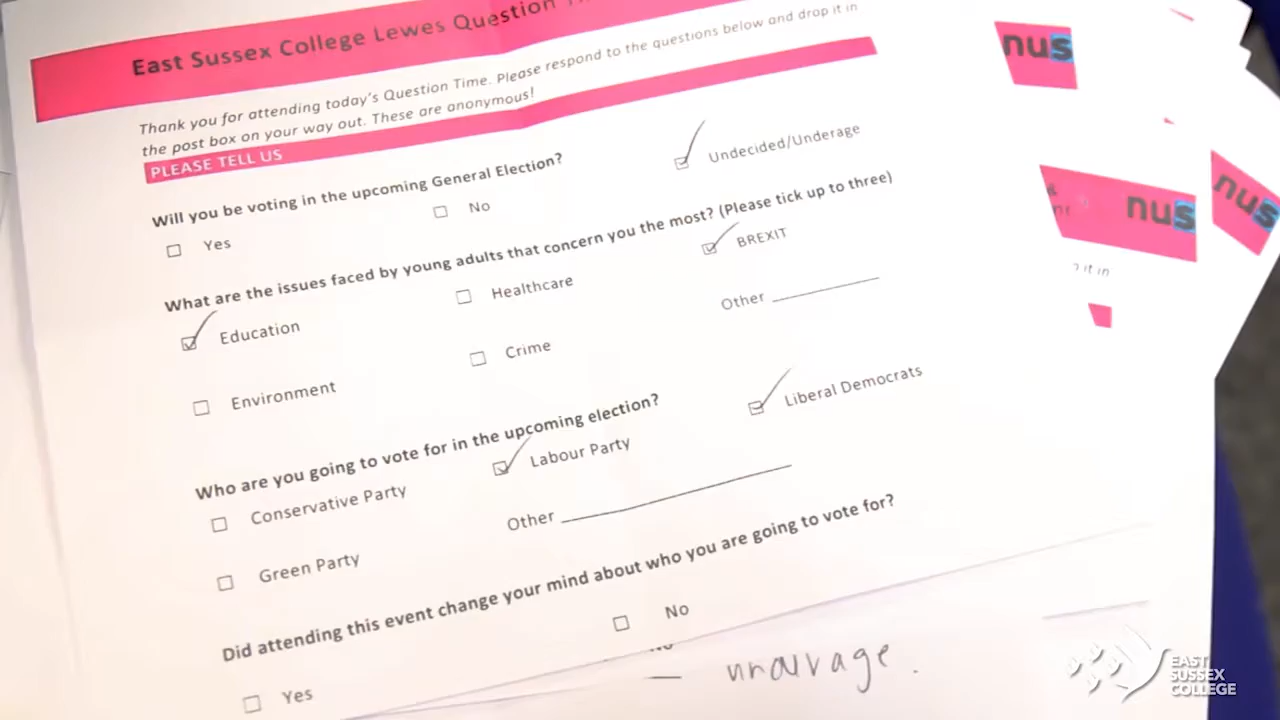 East Sussex College Lewes Question
Thank you for attending today's Question Time. Please respond to the questions below and drop it in
the post box on your way out. These are anonymous!
PLEASE TELL US
Will you be voting in the upcoming General Election?
Yes
No
Undecided/Underage
What are the issues faced by young adults that concern you the most? (Please tick up to three)
Education
Healthcare
BREXIT
Environment
Crime
Other
Who are you going to vote for in the upcoming election?
Conservative Party
Labour Party
Liberal Democrats
Green Party
Other
Did attending this event change your mind about who you are going to vote for?
Yes
No
nus
nus
nus
it in
EAST
SUSSEX
COLLEGE